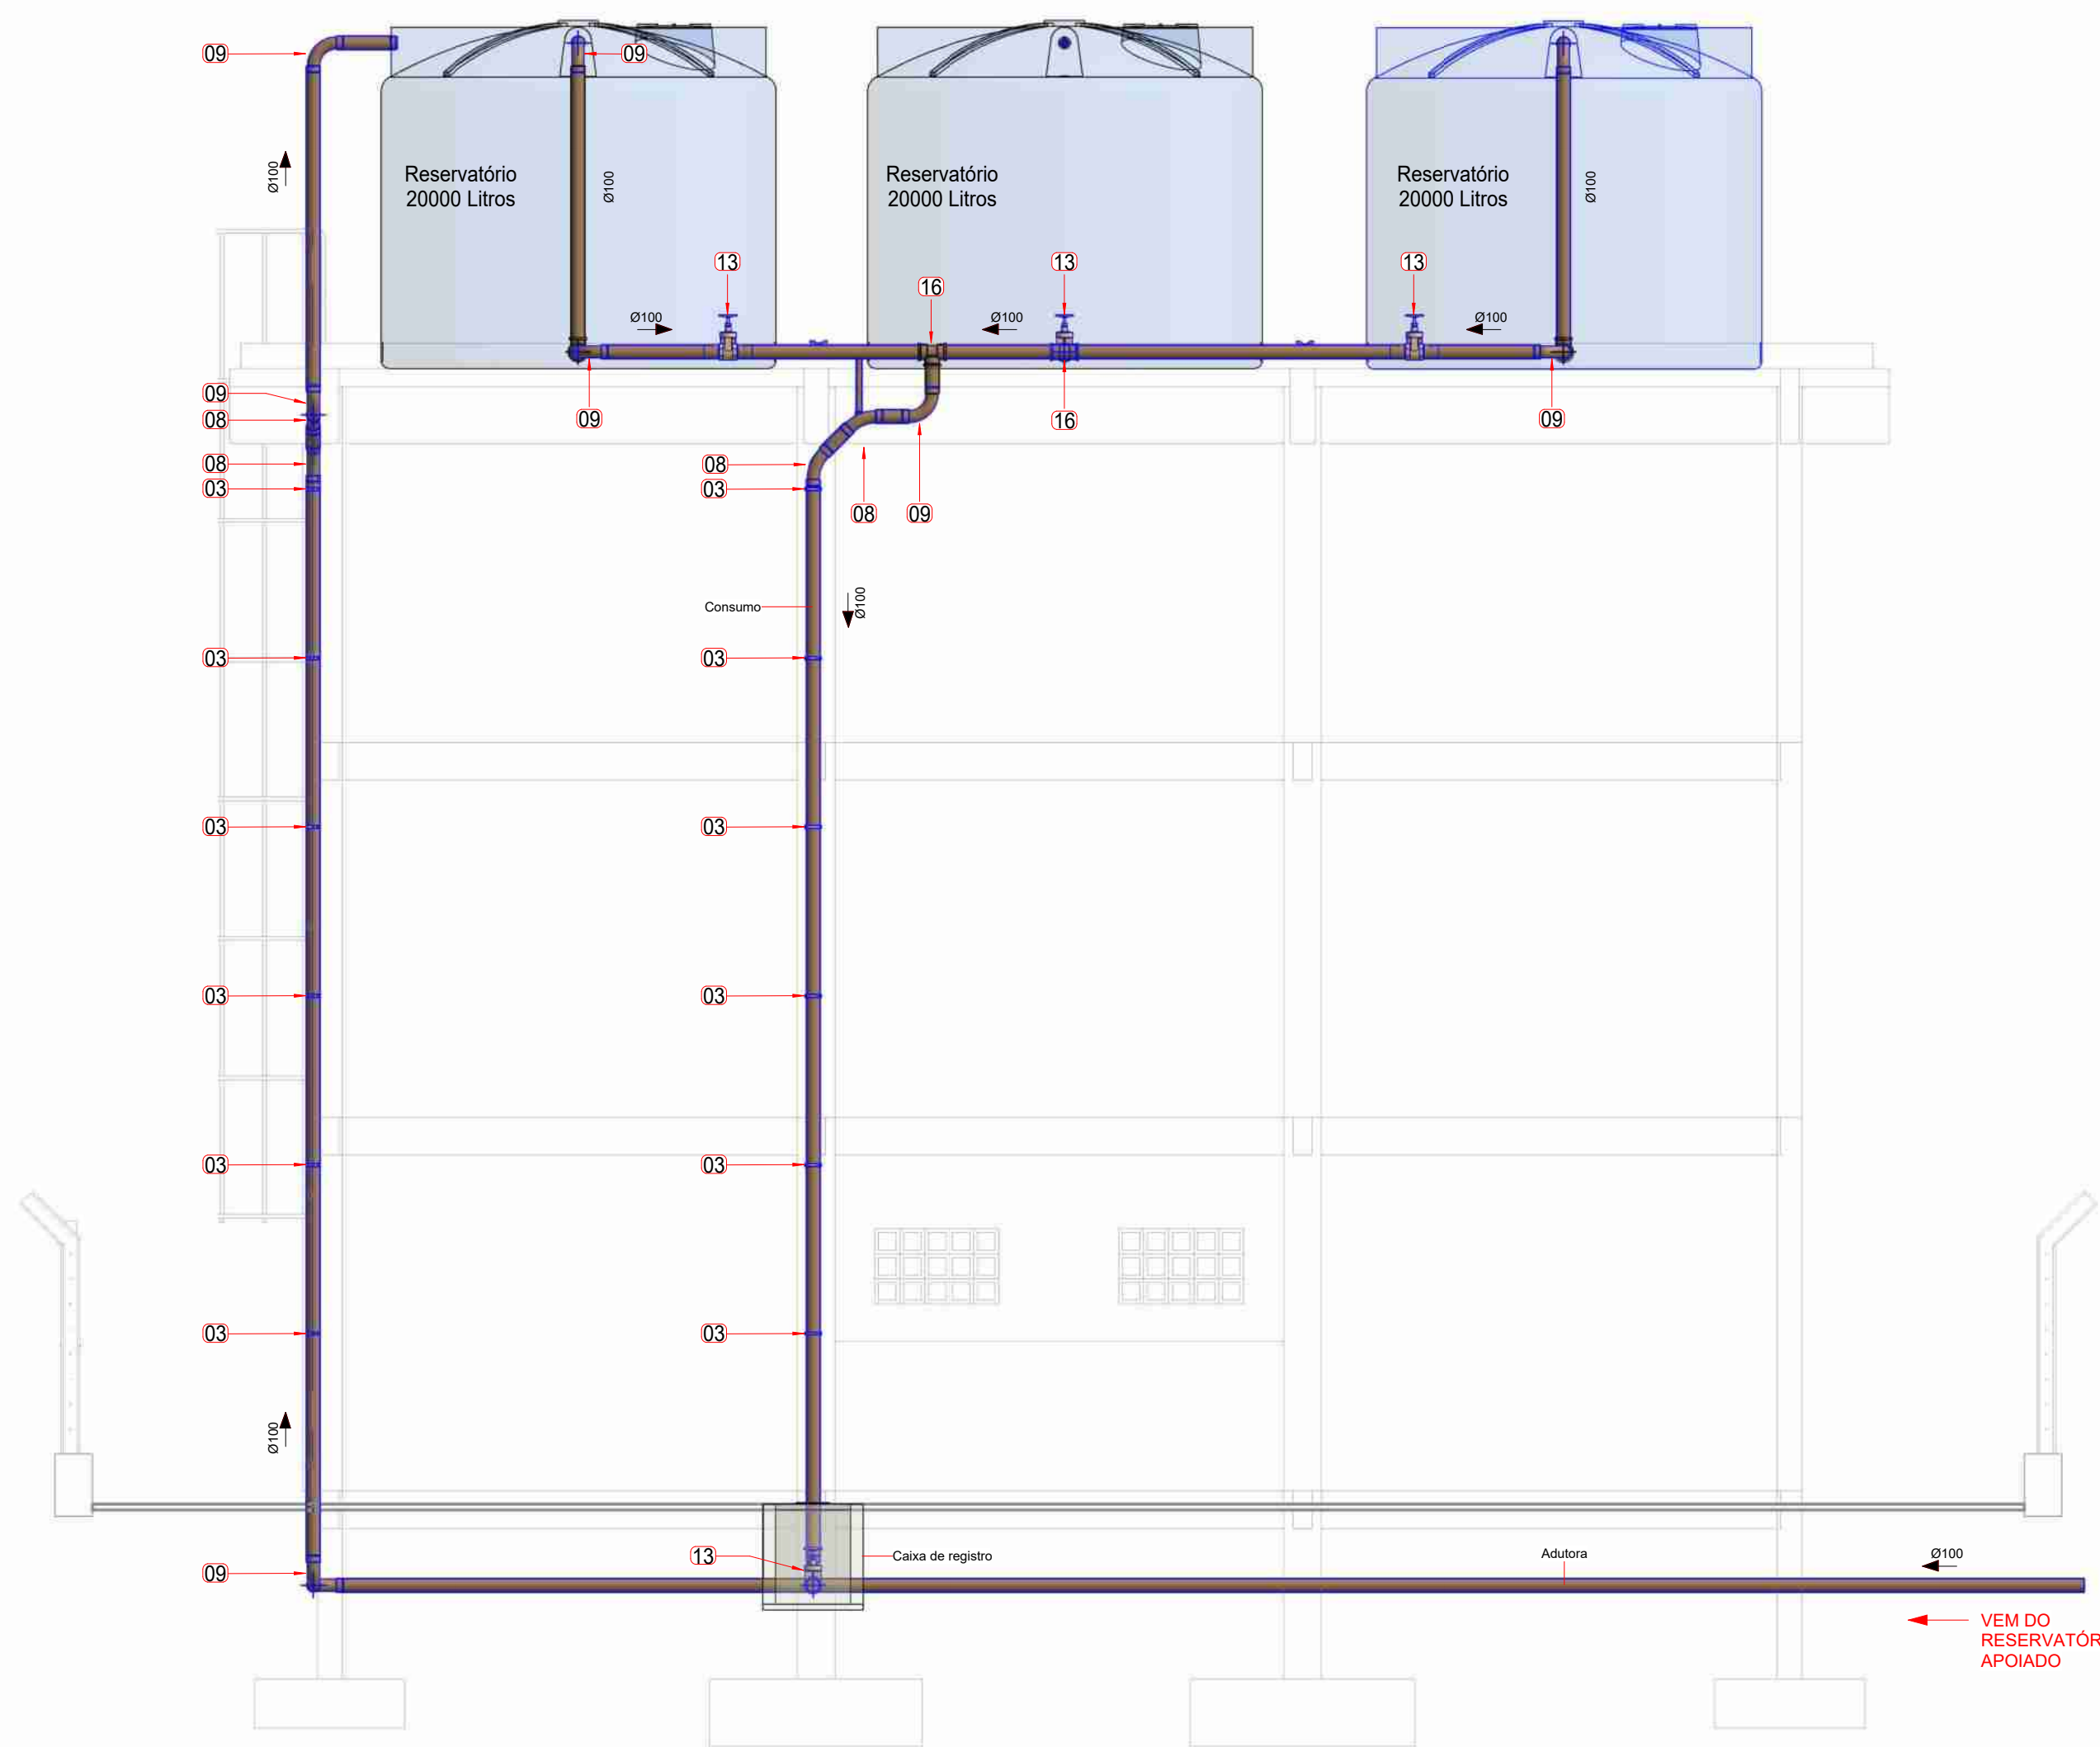 09
09
Ø100
Reservatório
20000 Litros
Ø100
Reservatório
20000 Litros
Reservatório
20000 Litros
Ø100
13
13
13
16
Ø100
Ø100
Ø100
09
08
09
16
09
08
03
08
03
08
09
Consumo
Ø100
03
03
03
03
03
03
03
03
03
03
Ø100
09
13
Caixa de registro
Adutora
Ø100
VEM DO
RESERVATÓR
APOIADO